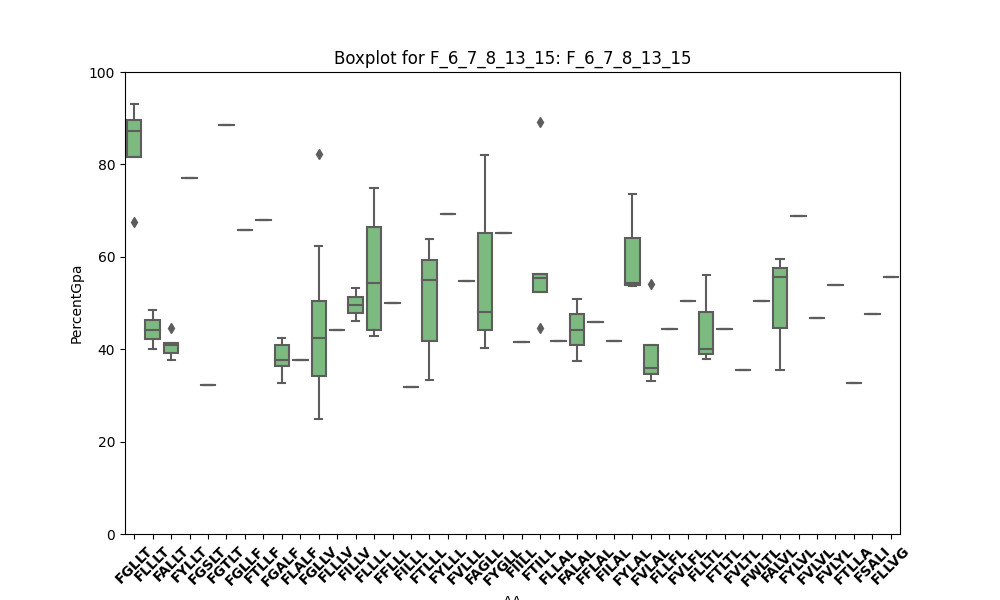 Boxplot for F_6_7_8_13_15: F_6_7_8_13_15
PercentGpa
100
80
60
40
20
0
FGLLT
FLLLT
FALLT
FYLLT
FGSLT
FGTLT
FGLLF
FTLLF
FGALF
FLALF
FGLLV
FLLLV
FILLV
FLLLL
FFLLL
FILLL
FTLLL
FYLLL
FVLLL
FAGLL
FYGLL
FIILL
FTILL
FLLAL
FALAL
FFLAL
FILAL
FYLAL
FVLAL
FLLFL
FVLFL
FLLTL
FTLTL
FVLTL
FWLTL
FALVL
FYLVL
FVLVL
FVLYL
FTLLA
FSALI
FLLVG
AA